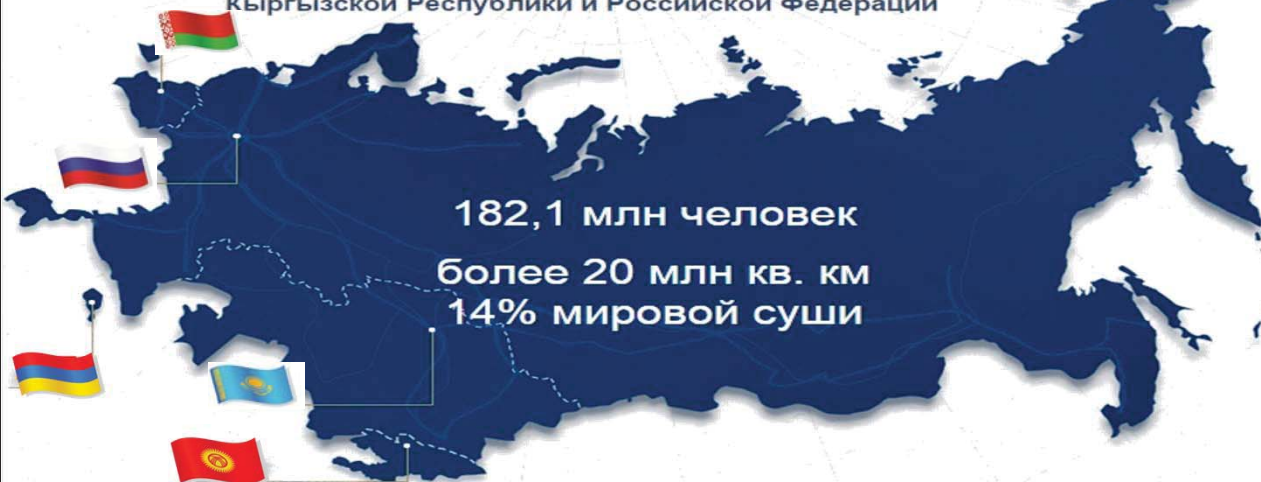 Кыргызской Республики и Российской Федерации
182,1 млн человек
более 20 млн кв. км
14% мировой суши